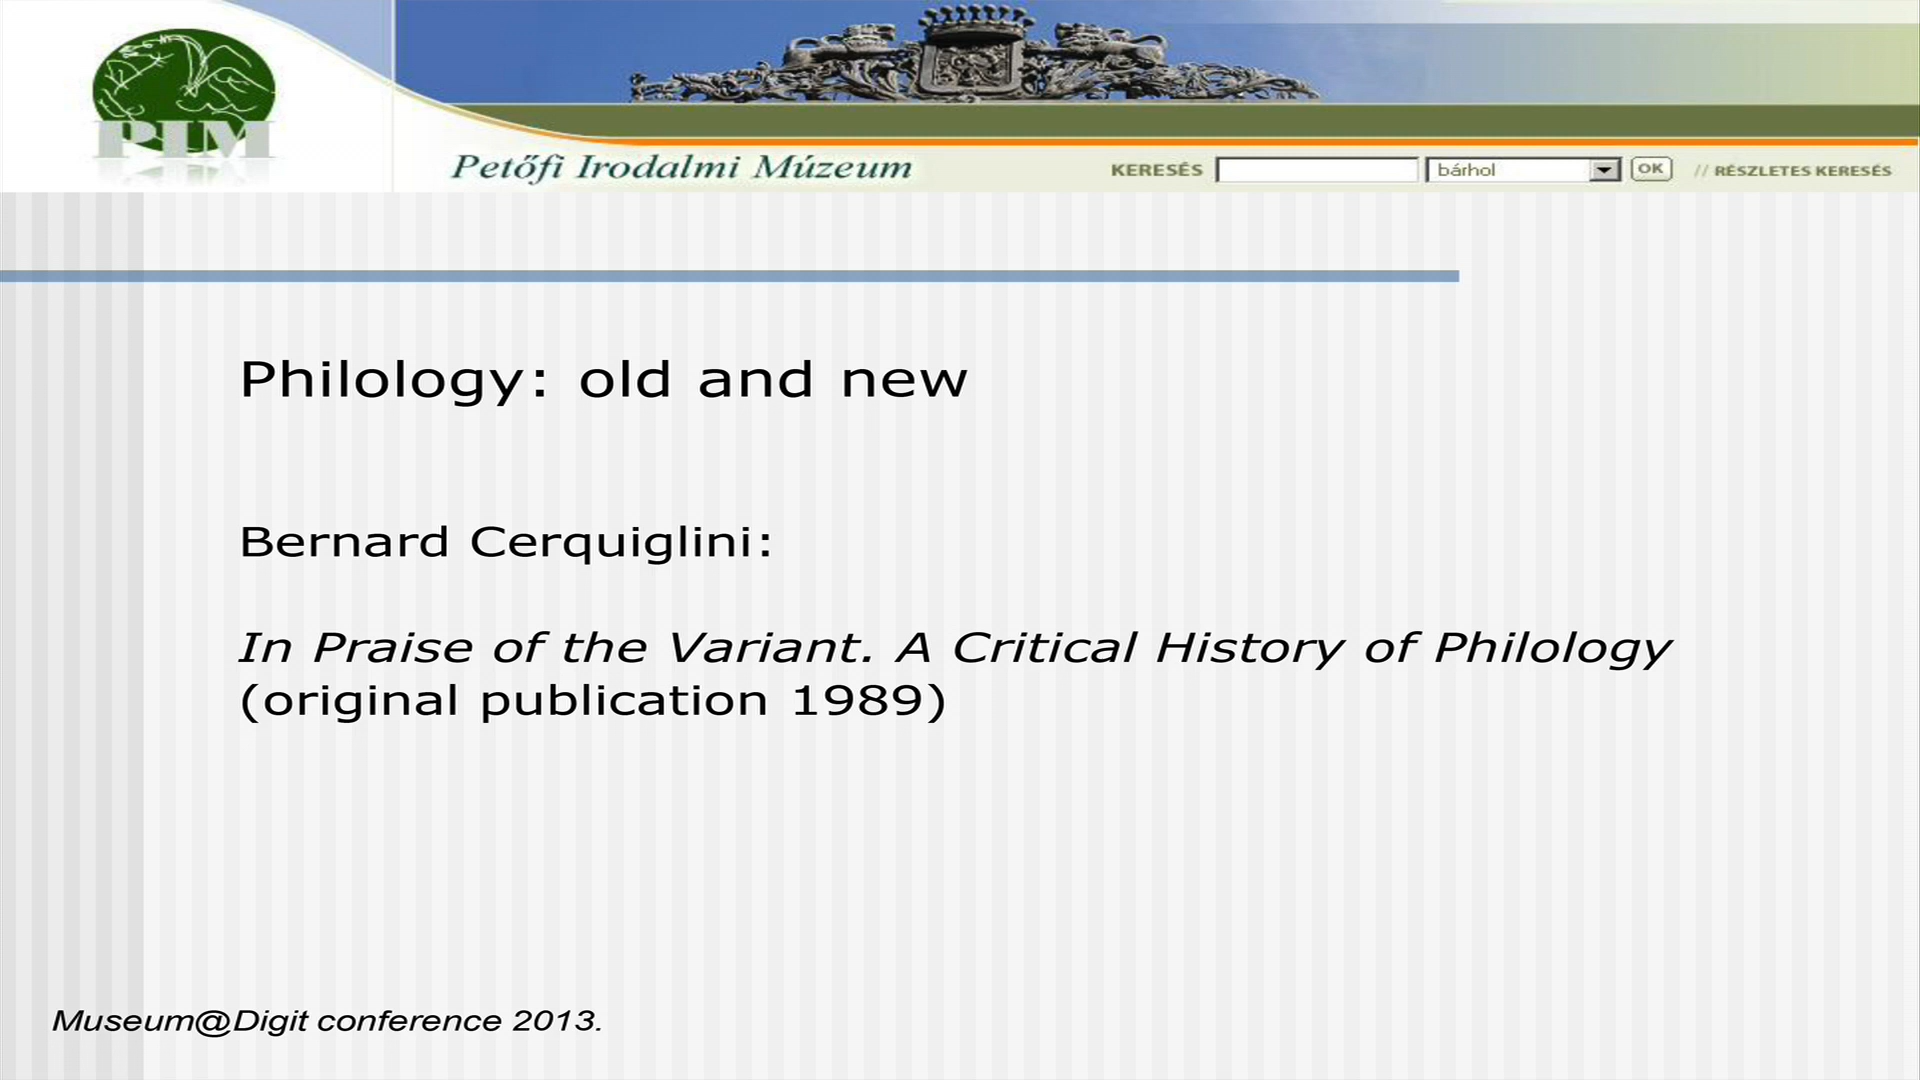 PIM
Petőfi Irodalmi Múzeum
KERESÉS bárhol OK // RÉSZLETES KERESÉS
Philology: old and new
Bernard Cerquiglini:
In Praise of the Variant. A Critical History of Philology
(original publication 1989)
Museum@Digit conference 2013.